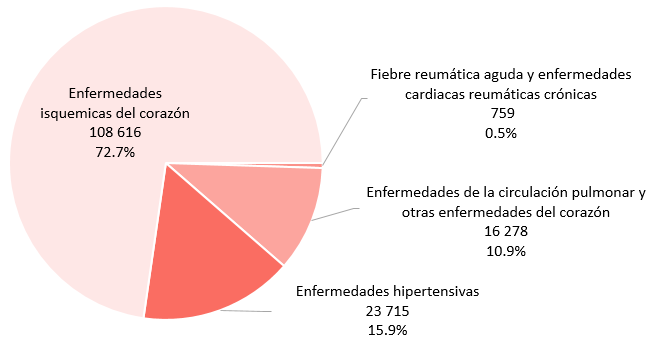 Enfermedades
isquemicas del corazón
108 616
72.7%
Fiebre reumática aguda y enfermedades
cardiacas reumáticas crónicas
759
0.5%
Enfermedades de la circulación pulmonar y
otras enfermedades del corazón
16 278
10.9%
Enfermedades hipertensivas
23 715
15.9%